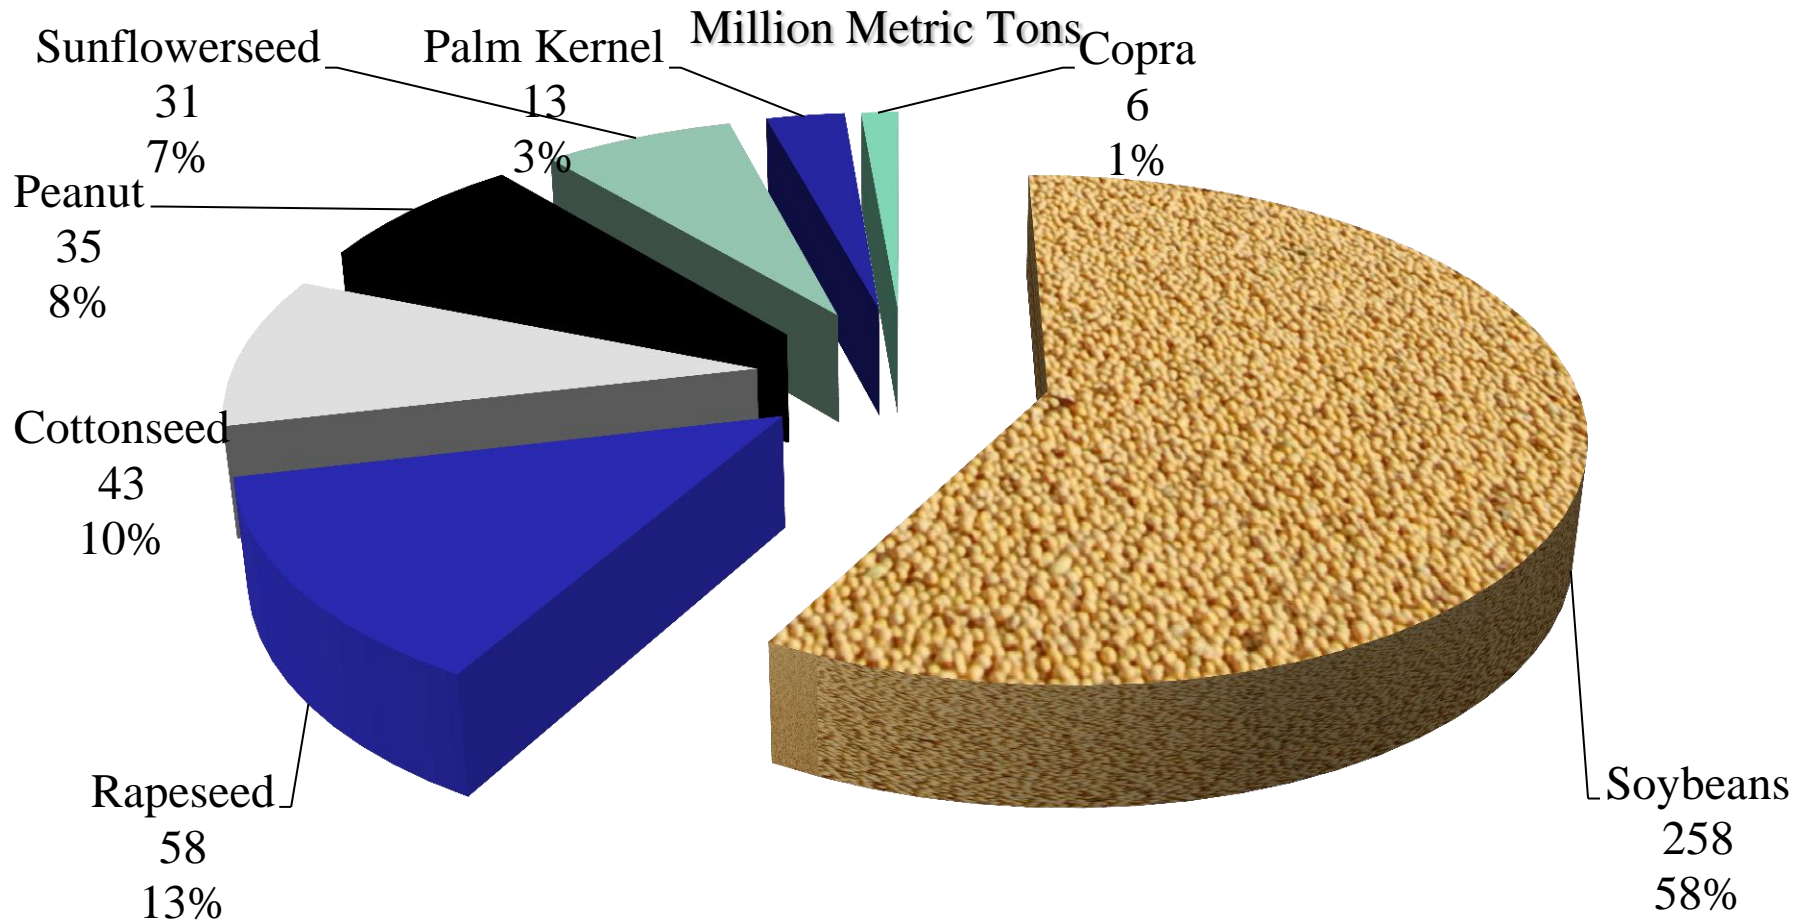 Million Metric Tons
Sunflowerseed
31
7%
Palm Kernel
13
3%
Copra
6
1%
Peanut
35
8%
Cottonseed
43
10%
Rapeseed
58
13%
Soybeans
258
58%